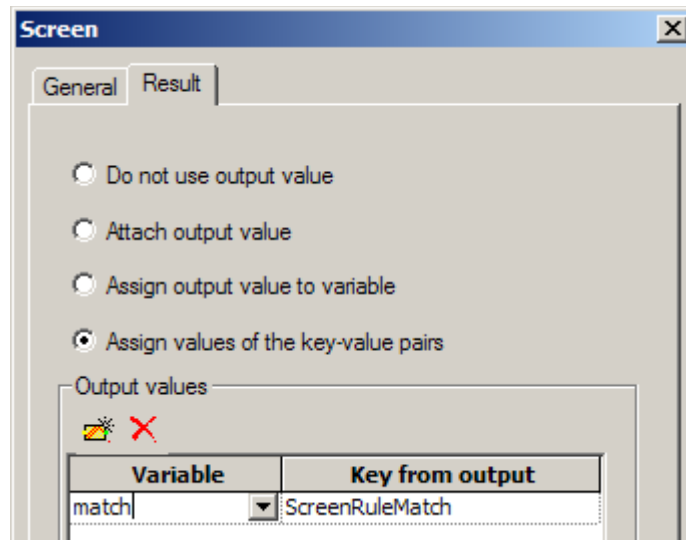 Screen
General Result
Do not use output value
Attach output value
Assign output value to variable
Assign values of the key-value pairs
Output values
Variable Key from output
match ScreenRuleMatch